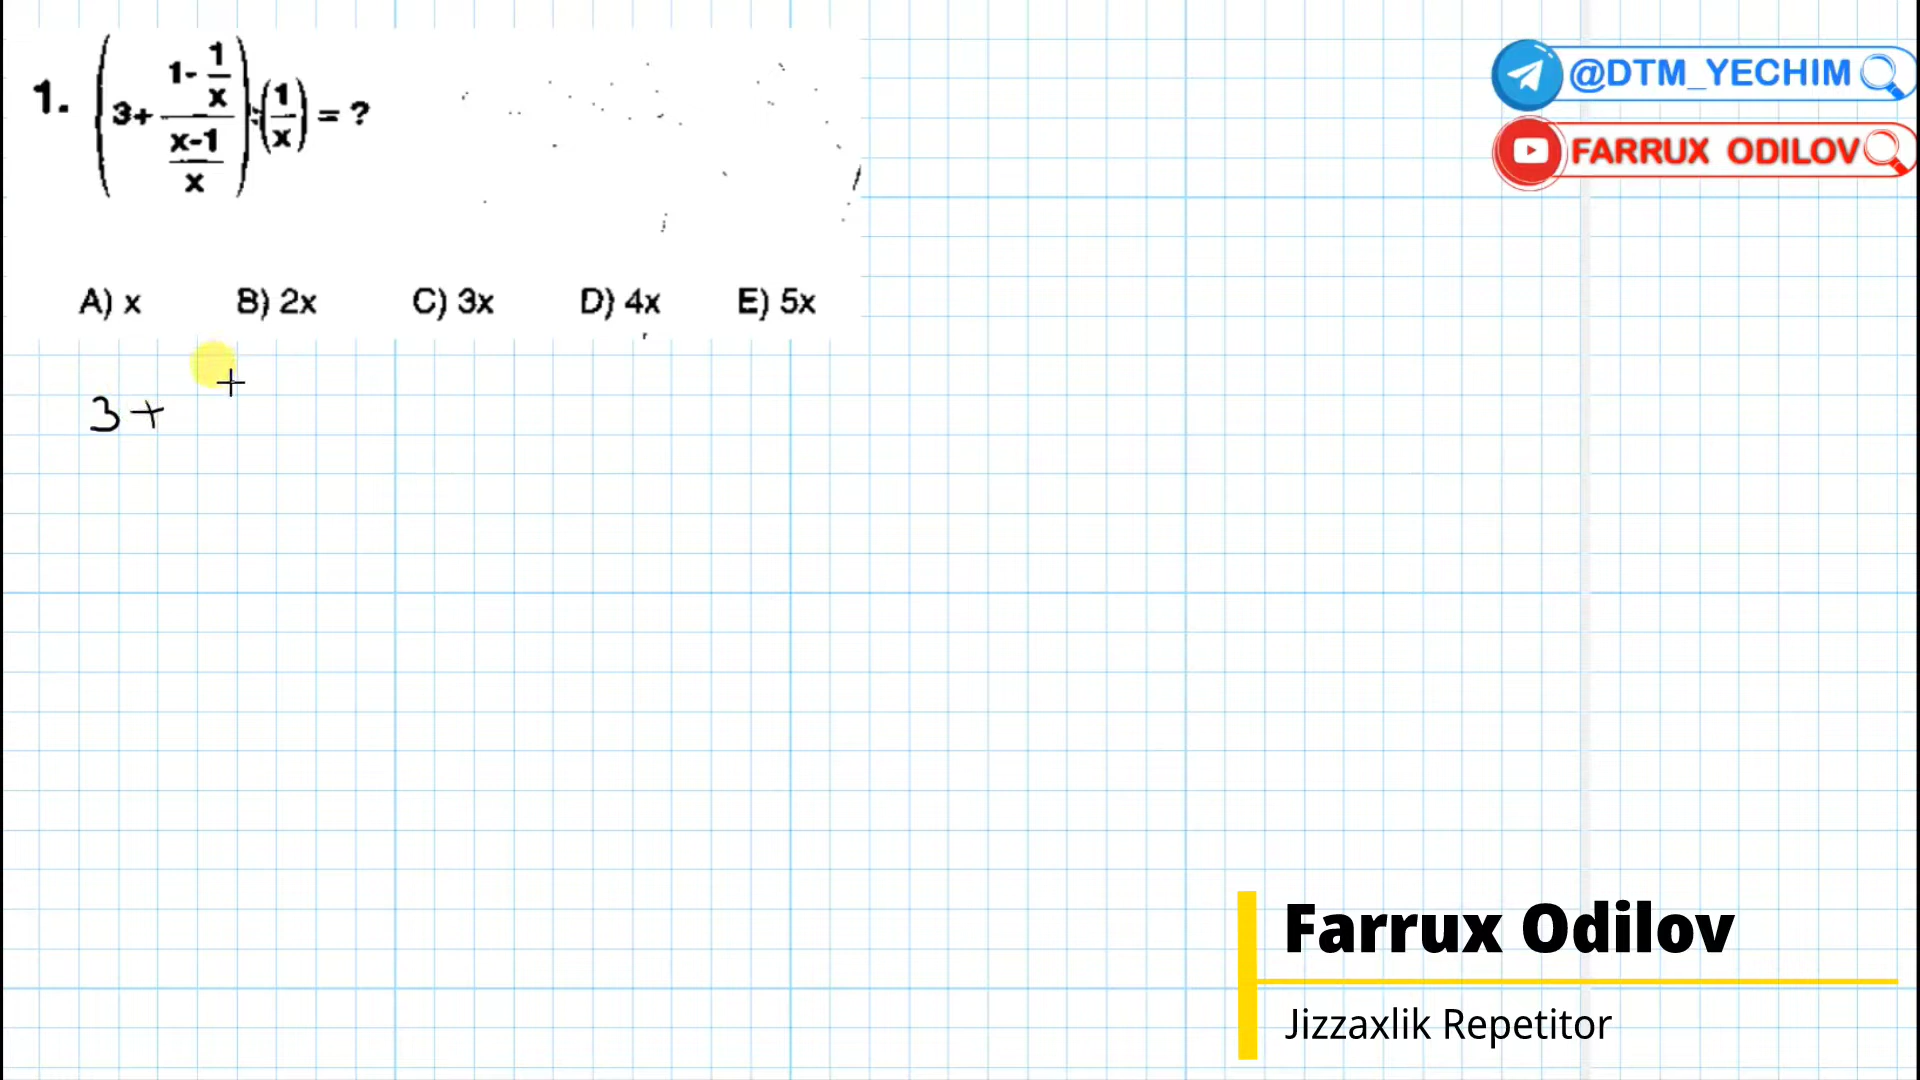 1. (3+ (1- 1/x) / ((x-1)/x)) : (1/x) = ?
A) x B) 2x C) 3x D) 4x E) 5x
3+
@DTM_YECHIM
FARRUX ODILOV
Farrux Odilov
Jizzaxlik Repetitor